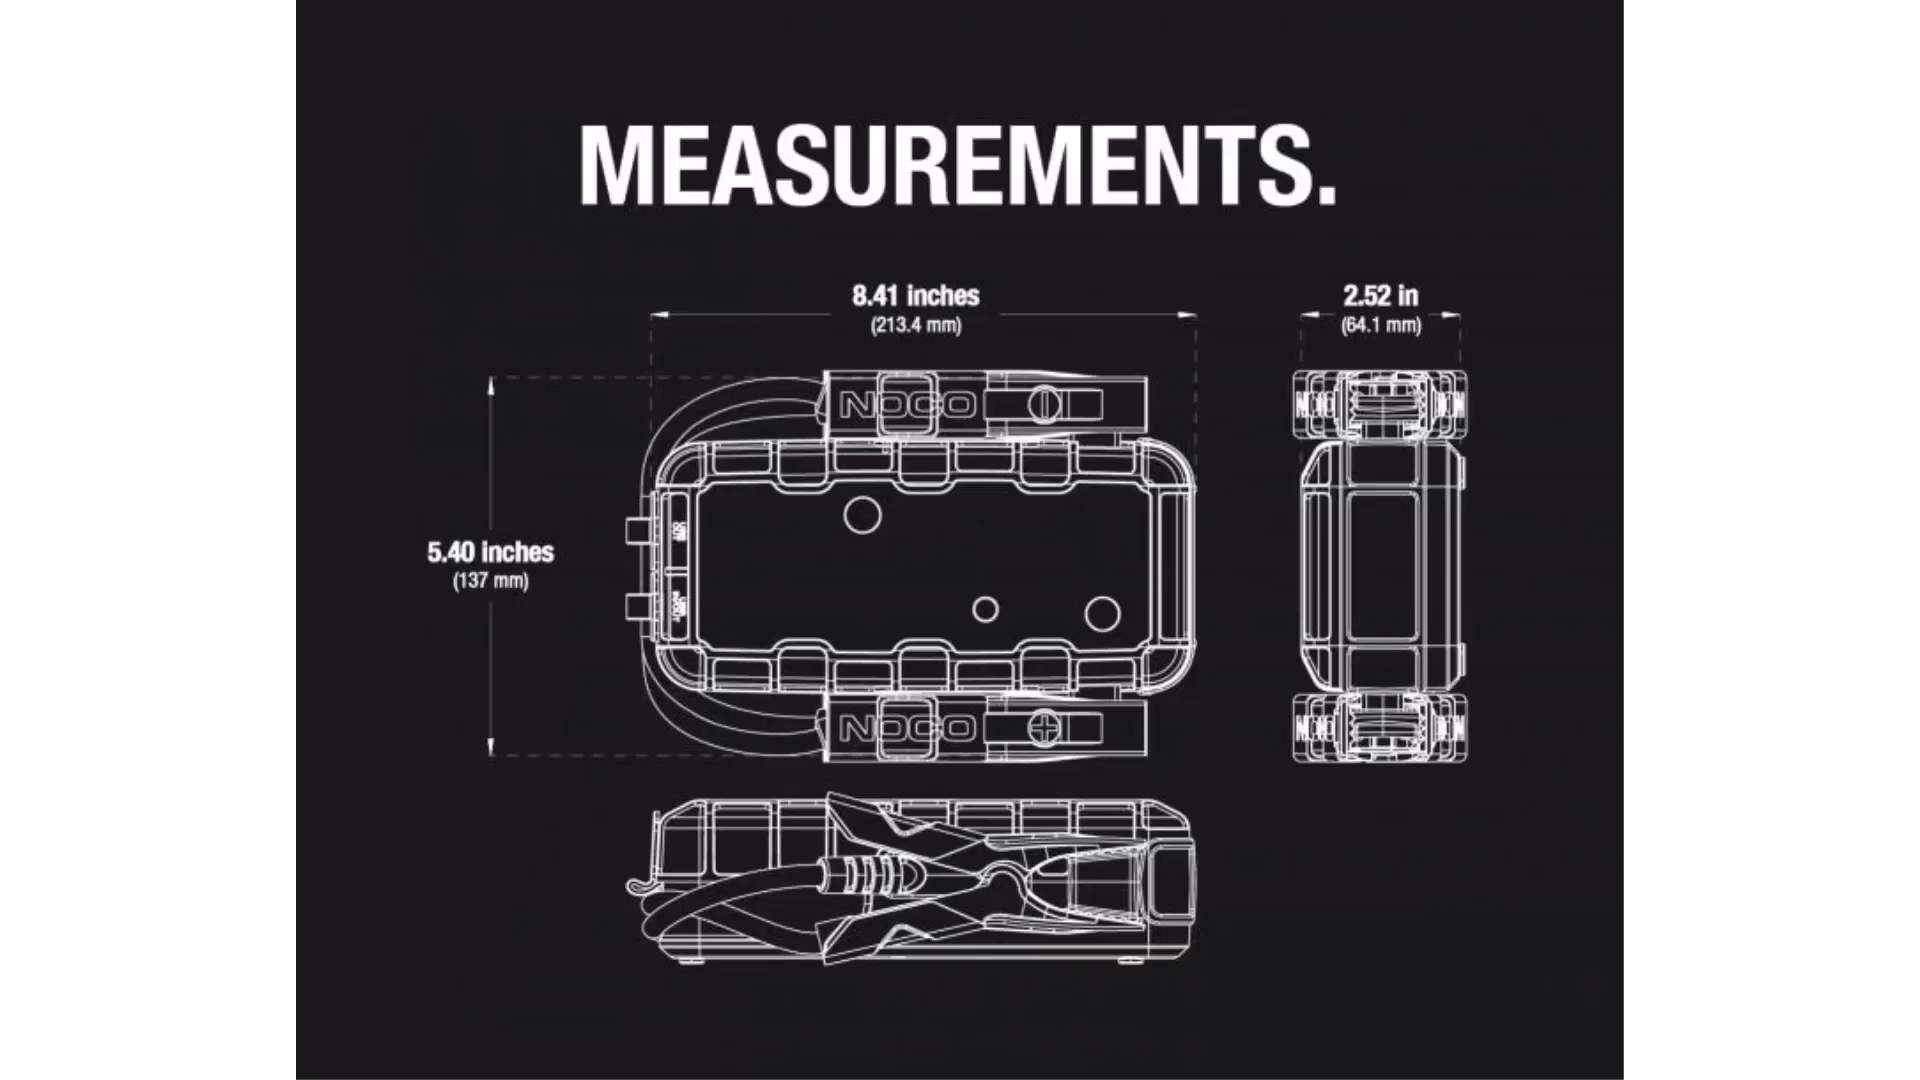 MEASUREMENTS.
8.41 inches
(213.4 mm)
2.52 in
(64.1 mm)
NOCO
5.40 inches
(137 mm)
NOCO